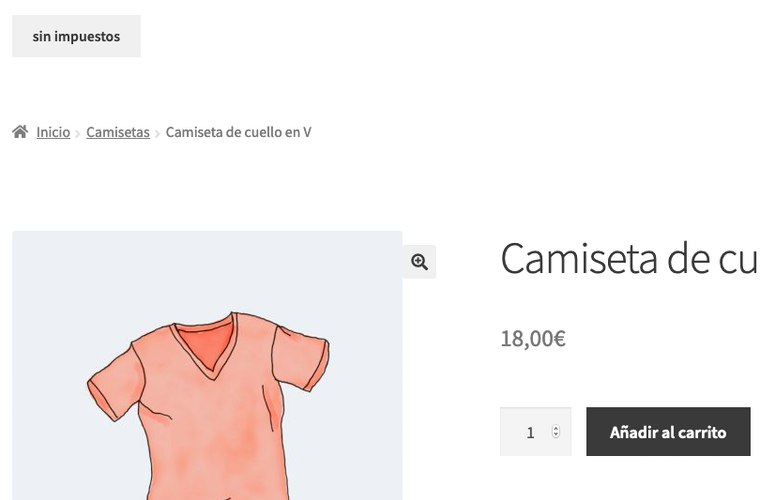 sin impuestos
Inicio > Camisetas > Camiseta de cuello en V
Camiseta de cu
18,00€
1
Añadir al carrito